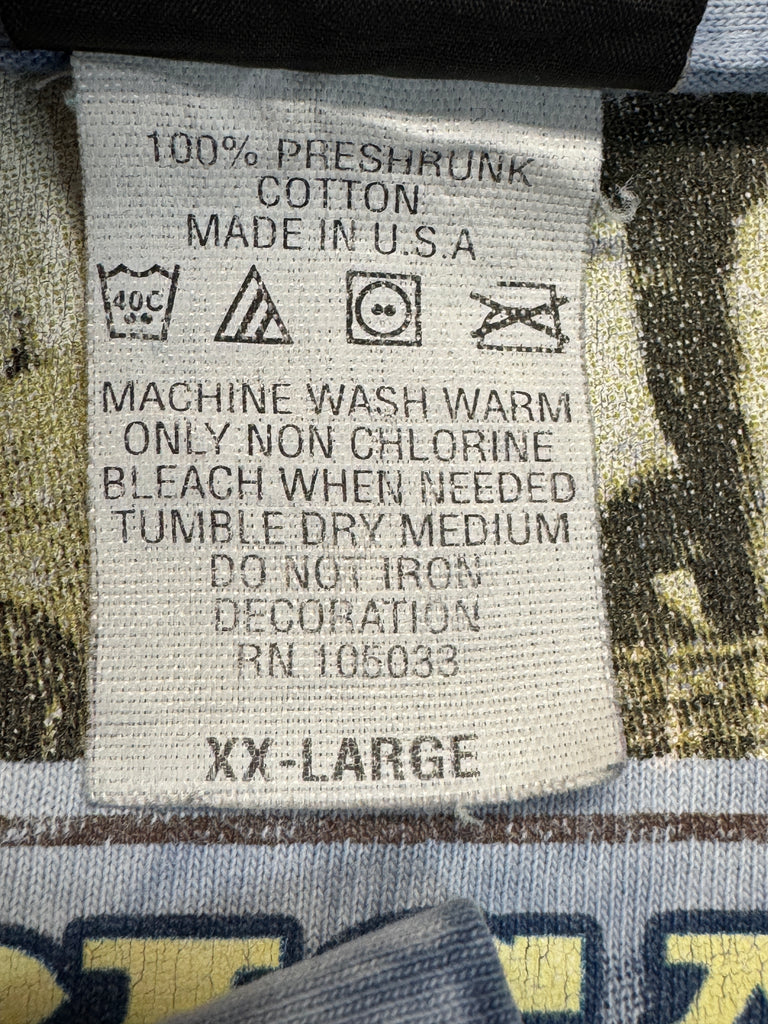 100% PRESHRUNK
COTTON
MADE IN U.S.A
40C
MACHINE WASH WARM
ONLY NON CHLORINE
BLEACH WHEN NEEDED
TUMBLE DRY MEDIUM
DO NOT IRON
DECORATION
RN 105033
XX-LARGE